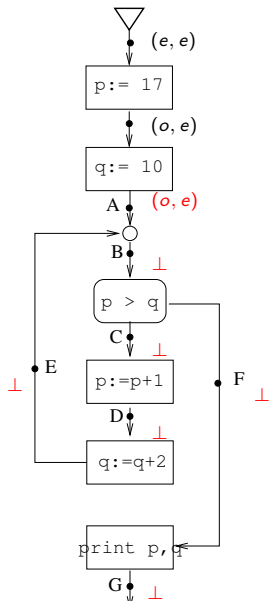 (e, e)
p:= 17
(o, e)
q:= 10
A (o, e)
B
⊥
p > q
C ⊥
E F
p:=p+1
⊥ ⊥
D
⊥
q:=q+2
print p,q
G ⊥